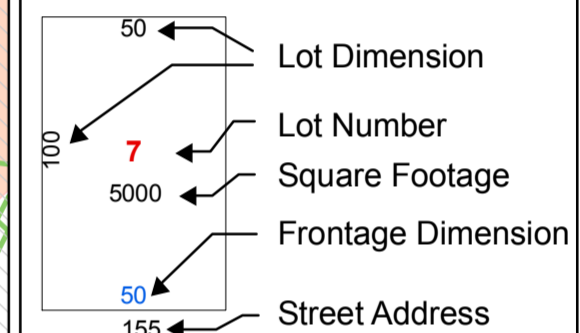 50
Lot Dimension
100
7
Lot Number
5000
Square Footage
Frontage Dimension
50
155
Street Address